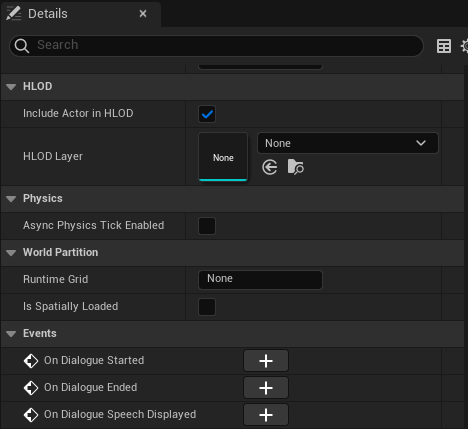 Details
Search
HLOD
Include Actor in HLOD
HLOD Layer
None
None
Physics
Async Physics Tick Enabled
World Partition
Runtime Grid
None
Is Spatially Loaded
Events
On Dialogue Started
On Dialogue Ended
On Dialogue Speech Displayed